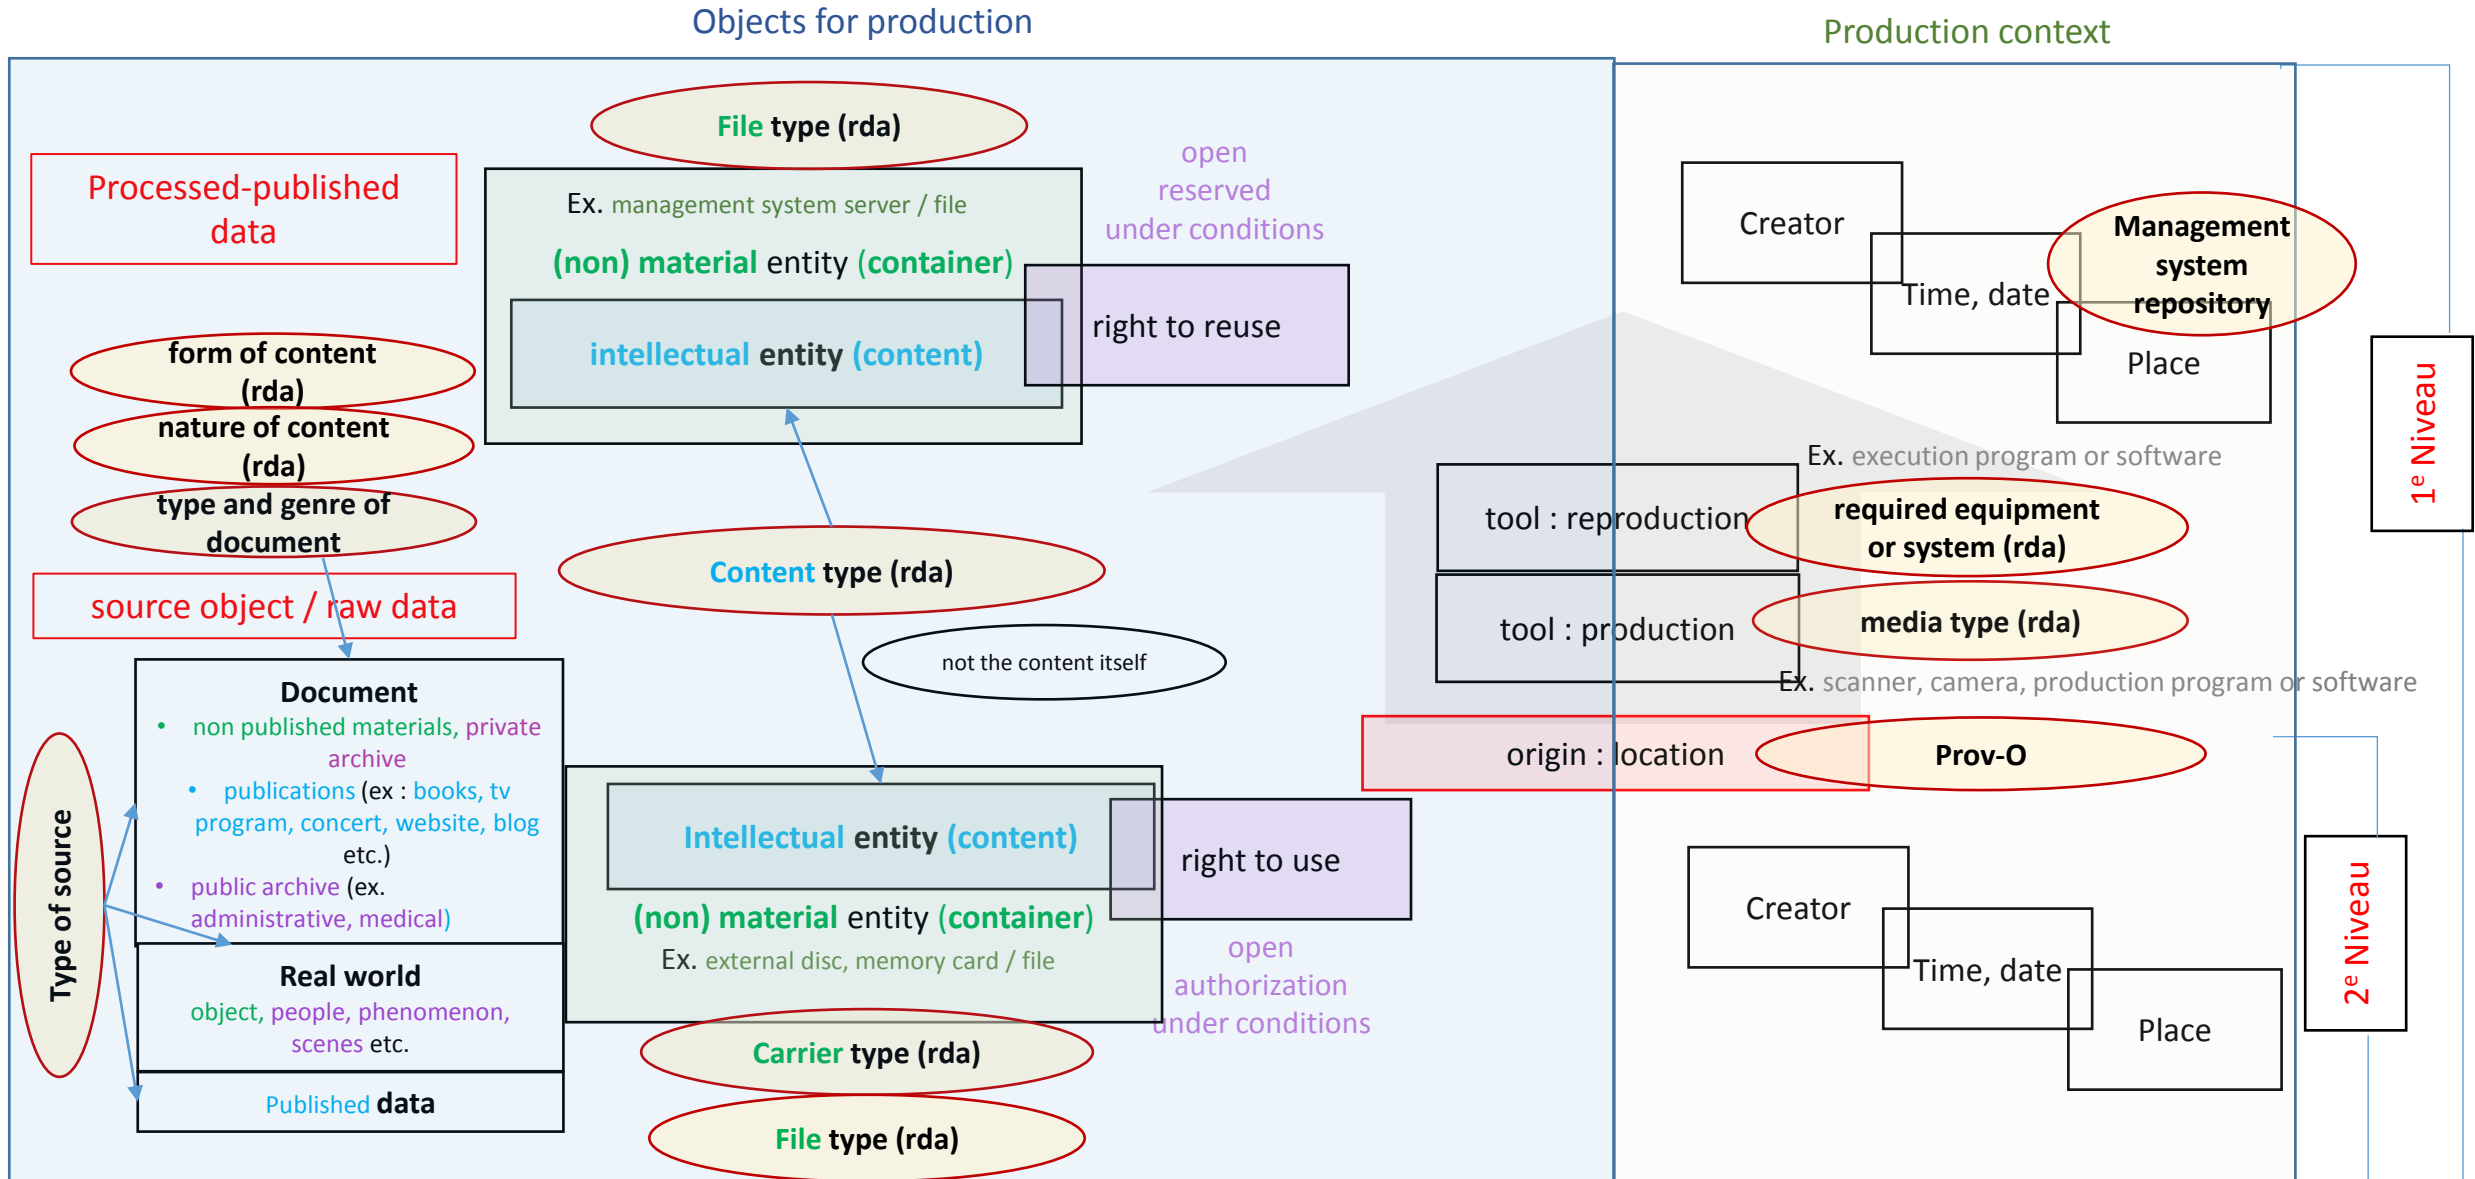 Objects for production
Production context
File type (rda)
Processed-published
data
Ex. management system server / file
(non) material entity (container)
intellectual entity (content)
open
reserved
under conditions
right to reuse
form of content
(rda)
nature of content
(rda)
type and genre of
document
source object / raw data
Content type (rda)
not the content itself
Type of source
Document
• non published materials, private
archive
• publications (ex : books, tv
program, concert, website, blog
etc.)
• public archive (ex.
administrative, medical)
Real world
object, people, phenomenon,
scenes etc.
Published data
Intellectual entity (content)
(non) material entity (container)
Ex. external disc, memory card / file
right to use
open
authorization
under conditions
Carrier type (rda)
File type (rda)
Creator
Time, date
Place
Management
system
repository
Ex. execution program or software
tool : reproduction
required equipment
or system (rda)
tool : production
media type (rda)
Ex. scanner, camera, production program or software
origin : location
Prov-O
Creator
Time, date
Place
1e Niveau
2e Niveau